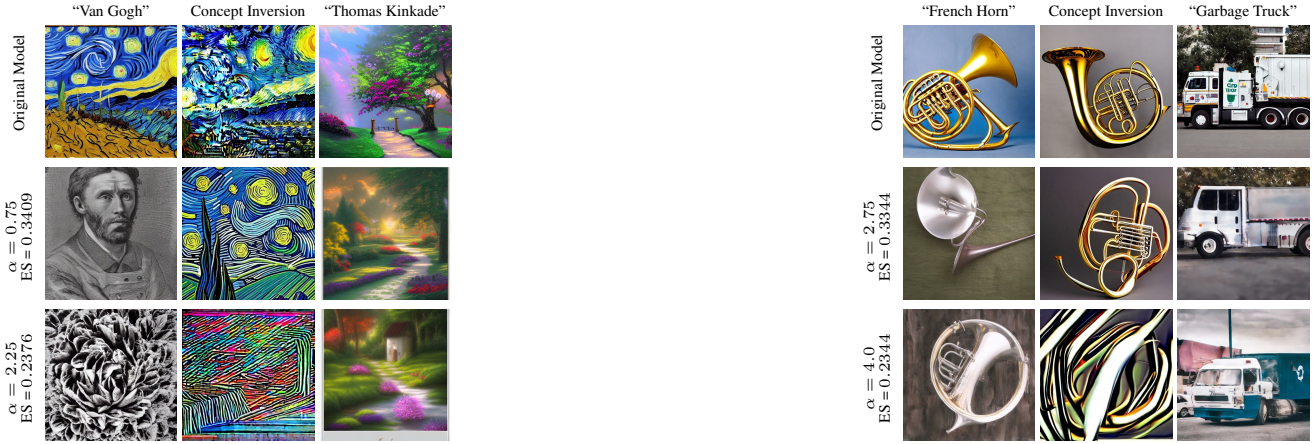 “Van Gogh” Concept Inversion “Thomas Kinkade”
Original Model
α = 0.75
ES = 0.3409
α = 2.25
ES = 0.2376
“French Horn” Concept Inversion “Garbage Truck”
Original Model
α = 2.75
ES = 0.3344
α = 4.0
ES = 0.2344